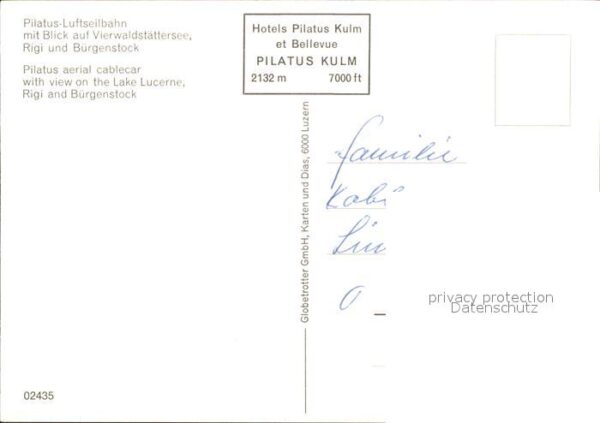 Pilatus-Luftseilbahn
mit Blick auf Vierwaldstättersee,
Rigi und Bürgenstock
Pilatus aerial cablecar
with view on the Lake Lucerne,
Rigi and Bürgenstock
Hotels Pilatus Kulm
et Bellevue
PILATUS KULM
2132 m 7000 ft
Globetrotter GmbH, Karten und Dias, 6000 Luzern
Familie
privacy protection
Datenschutz
02435